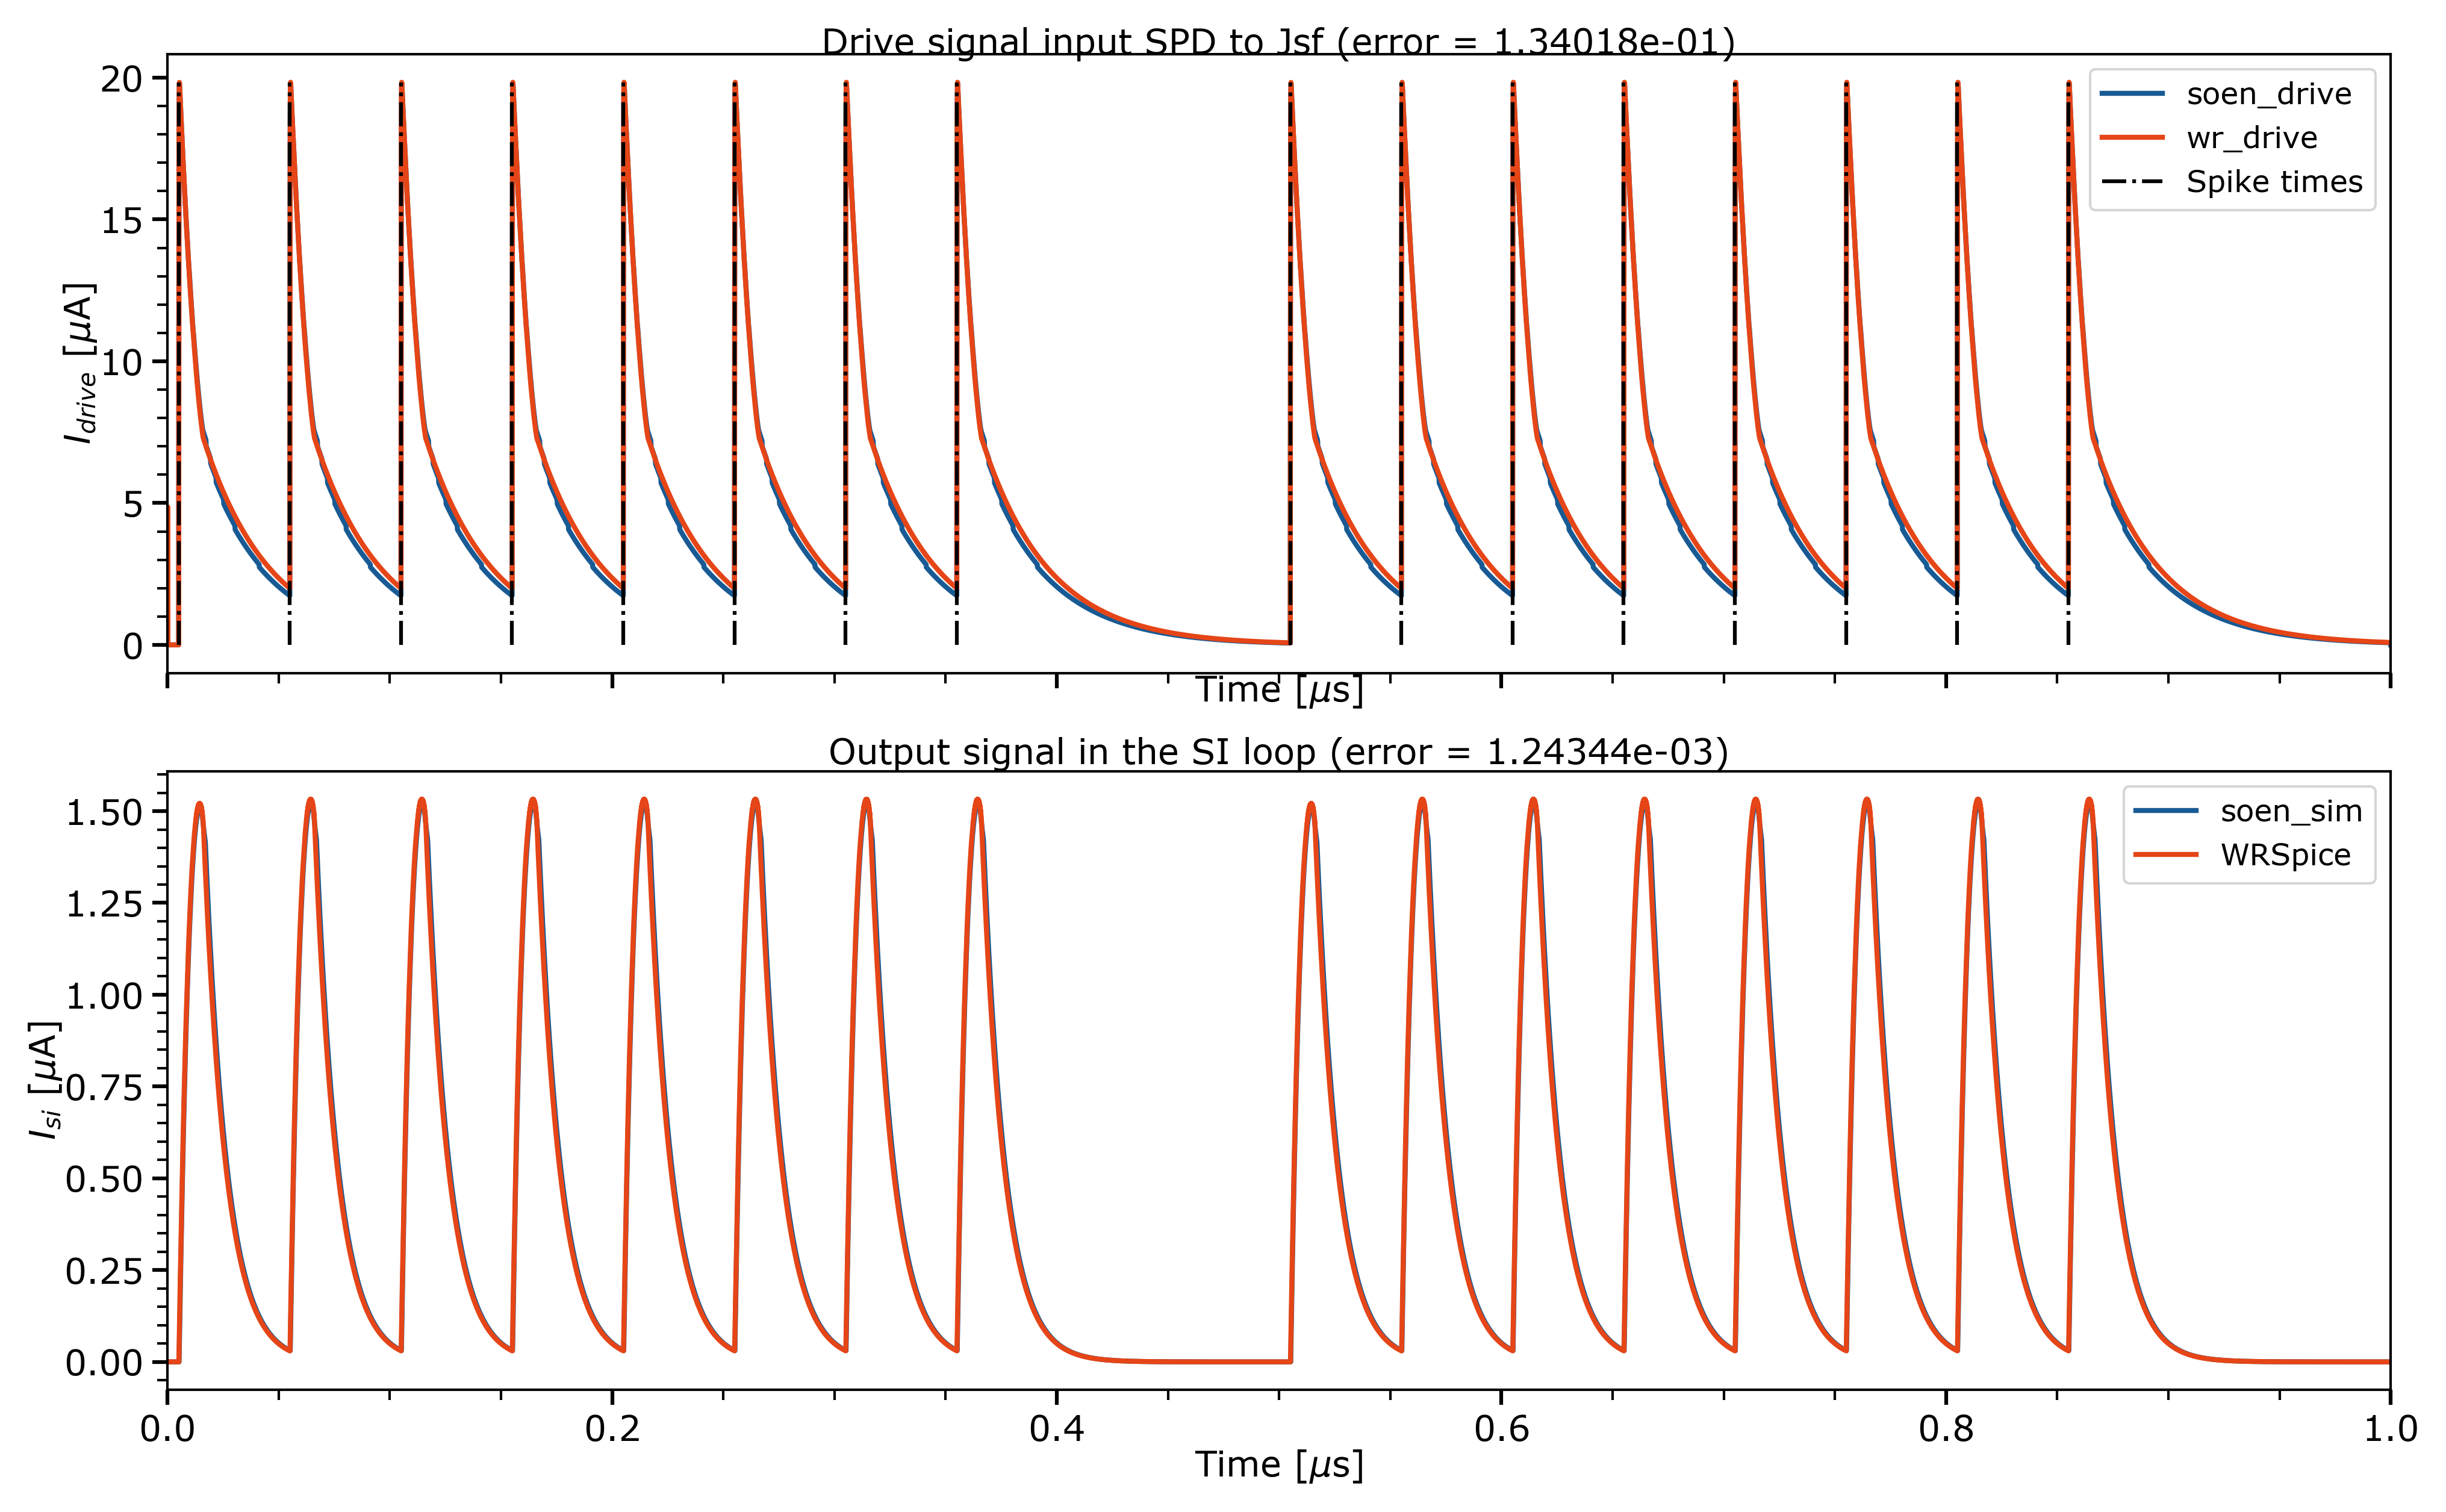 Drive signal input SPD to Jsf (error = 1.34018e-01)
20
15
10
5
0
I_drive [μA]
soen_drive
wr_drive
Spike times
Time [μs]
Output signal in the SI loop (error = 1.24344e-03)
1.50
1.25
1.00
0.75
0.50
0.25
0.00
I_si [μA]
soen_sim
WRSpice
0.0 0.2 0.4 0.6 0.8 1.0
Time [μs]